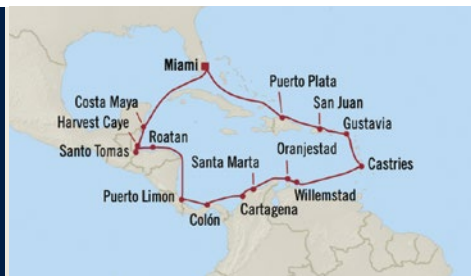 Miami
Puerto Plata
San Juan
Gustavia
Costa Maya
Harvest Caye
Roatan
Oranjestad
Santo Tomas
Santa Marta
Castries
Puerto Limon
Willemstad
Cartagena
Colón